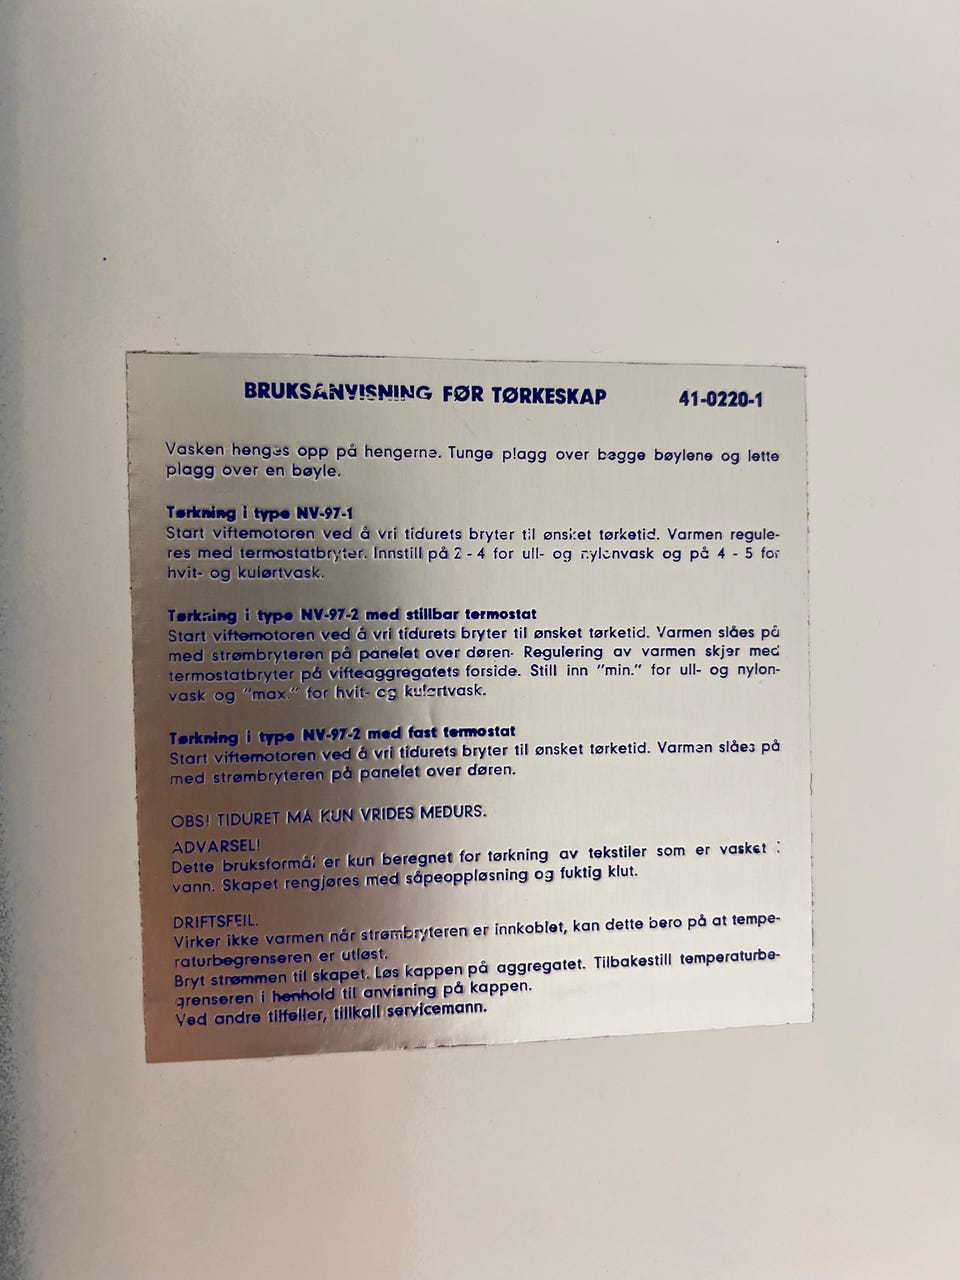 BRUKSANVISNING FØR TØRKESKAP 41-0220-1
Vasken henges opp på hengerne. Tunge plagg over begge bøylene og lette
plagg over en bøyle.
Tørkning i type NV-97-1
Start viftemotoren ved å vri tidurets bryter til ønsket tørketid. Varmen regule-
res med termostatbryter. Innstill på 2 - 4 for ull- og nylonvask og på 4 - 5 for
hvit- og kulørtvask.
Tørkning i type NV-97-2 med stillbar termostat
Start viftemotoren ved å vri tidurets bryter til ønsket tørketid. Varmen slåes på
med strømbryteren på panelet over døren. Regulering av varmen skjer med
termostatbryter på vifteaggregatets forside. Still inn "min." for ull- og nylon-
vask og "max." for hvit- og kulørtvask.
Tørkning i type NV-97-2 med fast termostat
Start viftemotoren ved å vri tidurets bryter til ønsket tørketid. Varmen slåes på
med strømbryteren på panelet over døren.
OBS! TIDURET MA KUN VRIDES MEDURS.
ADVARSEL!
Dette bruksformål er kun beregnet for tørkning av tekstiler som er vasket i
vann. Skapet rengjøres med såpeoppløsning og fuktig klut.
DRIFTSFEIL.
Virker ikke varmen når strømbryteren er innkoblet, kan dette bero på at tempe-
raturbegrenseren er utløst.
Bryt strømmen til skapet. Løs kappen på aggregatet. Tilbakestill temperaturbe-
grenseren i henhold til anvisning på kappen.
Ved andre tilfeller, tillkall servicemann.